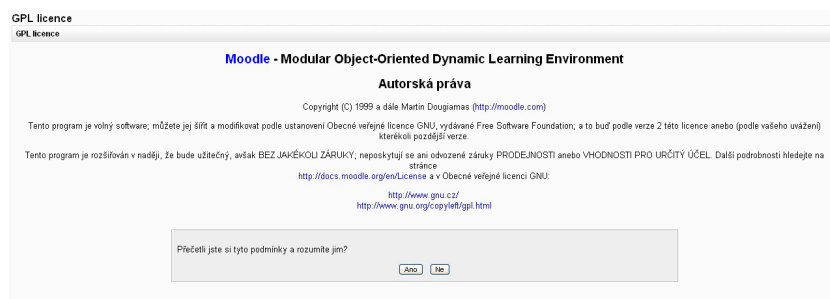 GPL licence
GPL licence
Moodle - Modular Object-Oriented Dynamic Learning Environment
Autorská práva
Copyright (C) 1999 a dále Martin Dougiamas (http://moodle.com)
Tento program je volný software; můžete jej šířit a modifikovat podle ustanovení Obecné veřejné licence GNU, vydávané Free Software Foundation; a to buď podle verze 2 této licence anebo (podle vašeho uvážení)
kterékoli pozdější verze.
Tento program je rozšiřován v naději, že bude užitečný, avšak BEZ JAKÉKOLI ZÁRUKY; neposkytují se ani odvozené záruky PRODEJNOSTI anebo VHODNOSTI PRO URČITÝ ÚČEL. Další podrobnosti hledejte na
stránce
http://docs.moodle.org/en/License a v Obecné veřejné licenci GNU:
http://www.gnu.cz/
http://www.gnu.org/copyleft/gpl.html
Přečetli jste si tyto podmínky a rozumíte jim?
Ano Ne